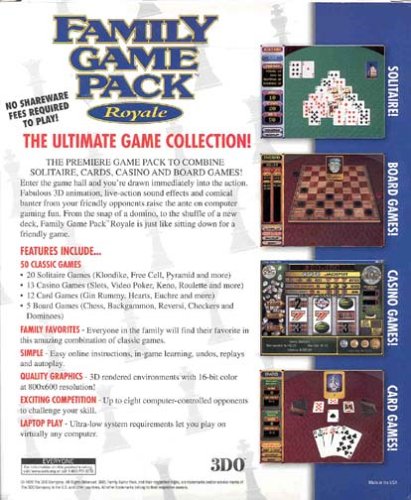 FAMILY
GAME
PACK
Royale
NO SHAREWARE
FEES REQUIRED
TO PLAY!
THE ULTIMATE GAME COLLECTION!
THE PREMIERE GAME PACK TO COMBINE
SOLITAIRE, CARDS, CASINO AND BOARD GAMES!
Enter the game hall and you're drawn immediately into the action.
Fabulous 3D animation, live-action sound effects and comical
banter from your friendly opponents raise the ante on computer
gaming fun. From the snap of a domino, to the shuffle of a new
deck, Family Game Pack Royale is just like sitting down for a
friendly game.
FEATURES INCLUDE...
50 CLASSIC GAMES
• 20 Solitaire Games (Klondike, Free Cell, Pyramid and more)
• 13 Casino Games (Slots, Video Poker, Keno, Roulette and more)
• 12 Card Games (Gin Rummy, Hearts, Euchre and more)
• 5 Board Games (Chess, Backgammon, Reversi, Checkers and
Dominoes)
FAMILY FAVORITES - Everyone in the family will find their favorite in
this amazing combination of classic games.
SIMPLE - Easy online instructions, in-game learning, undos, replays
and autoplay.
QUALITY GRAPHICS - 3D rendered environments with 16-bit color
at 800x600 resolution!
EXCITING COMPETITION - Up to eight computer-controlled opponents
to challenge your skill.
LAPTOP PLAY - Ultra-low system requirements let you play on
virtually any computer.
SOLITAIRE!
BOARD GAMES!
CASINO GAMES!
CARD GAMES!
JACKPOT
EVERYONE
3DO
Made in the USA